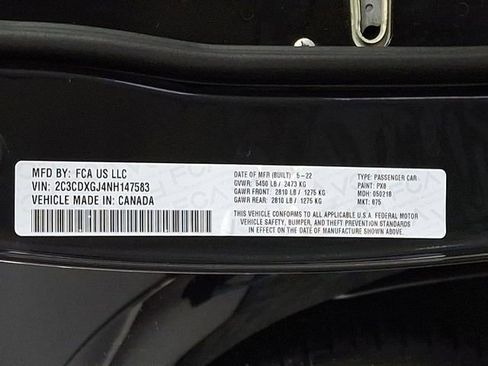 MFD BY: FCA US LLC
VIN: 2C3CDXGJ4NH147583
VEHICLE MADE IN: CANADA
DATE OF MFR (BUILT): 5-22
GVWR: 5450 LB / 2473 KG
GAWR FRONT: 2810 LB / 1275 KG
GAWR REAR: 2810 LB / 1275 KG
TYPE: PASSENGER CAR
PAINT: PX8
MDH: 050218
MKT: 075
THIS VEHICLE CONFORMS TO ALL APPLICABLE U.S.A. FEDERAL MOTOR
VEHICLE SAFETY, BUMPER, AND THEFT PREVENTION STANDARDS
IN EFFECT ON THE DATE OF MANUFACTURE SHOWN ABOVE